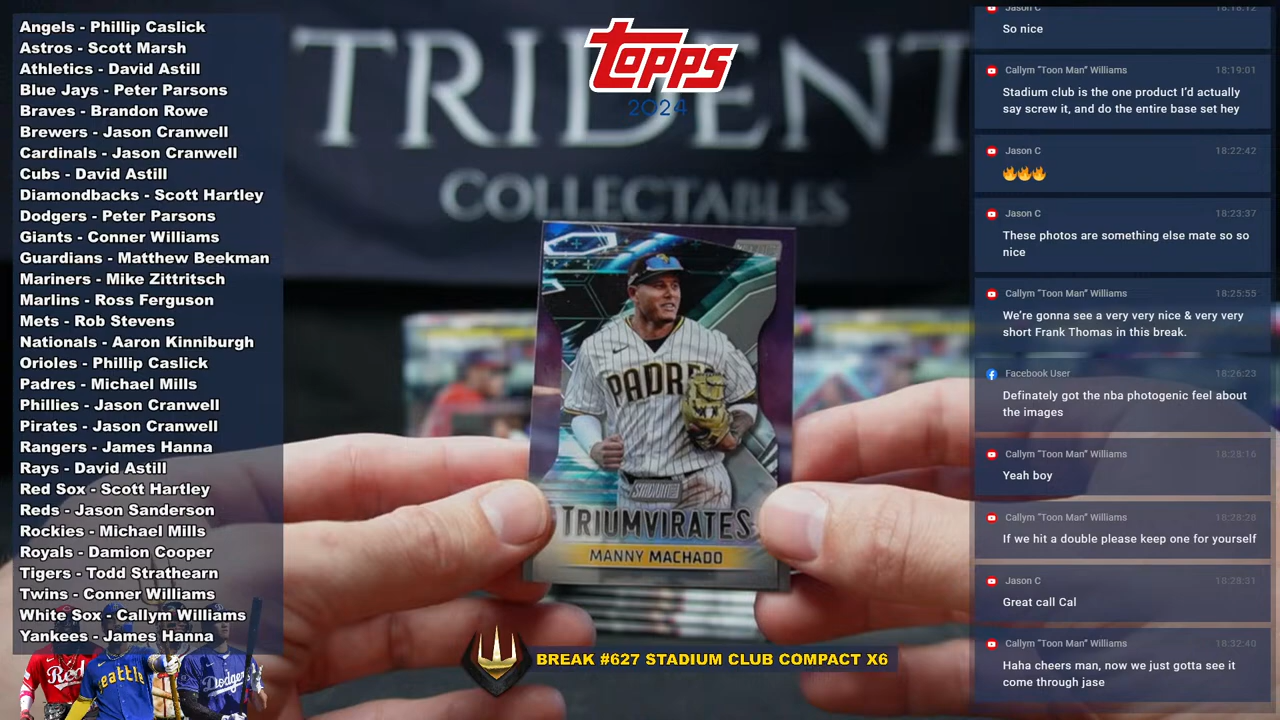 Angels - Phillip Caslick
Astros - Scott Marsh
Athletics - David Astill
Blue Jays - Peter Parsons
Braves - Brandon Rowe
Brewers - Jason Cranwell
Cardinals - Jason Cranwell
Cubs - David Astill
Diamondbacks - Scott Hartley
Dodgers - Peter Parsons
Giants - Conner Williams
Guardians - Matthew Beekman
Mariners - Mike Zittritsch
Marlins - Ross Ferguson
Mets - Rob Stevens
Nationals - Aaron Kinniburgh
Orioles - Phillip Caslick
Padres - Michael Mills
Phillies - Jason Cranwell
Pirates - Jason Cranwell
Rangers - James Hanna
Rays - David Astill
Red Sox - Scott Hartley
Reds - Jason Sanderson
Rockies - Michael Mills
Royals - Damion Cooper
Tigers - Todd Strathearn
Twins - Conner Williams
White Sox - Callym Williams
Yankees - James Hanna
seattle
Dodgers
TRIDENT
COLLECTABLES
topps
2024
PADRE
STADIUM
TRIUMVIRATES
MANNY MACHADO
BREAK #627 STADIUM CLUB COMPACT X6
Jason C 18:18:12
So nice
Callym "Toon Man" Williams 18:19:01
Stadium club is the one product I'd actually
say screw it, and do the entire base set hey
Jason C 18:22:42
🔥🔥🔥
Jason C 18:23:37
These photos are something else mate so so
nice
Callym "Toon Man" Williams 18:25:55
We're gonna see a very very nice & very very
short Frank Thomas in this break.
Facebook User 18:26:23
Definately got the nba photogenic feel about
the images
Callym "Toon Man" Williams 18:28:16
Yeah boy
Callym "Toon Man" Williams 18:28:28
If we hit a double please keep one for yourself
Jason C 18:28:31
Great call Cal
Callym "Toon Man" Williams 18:32:40
Haha cheers man, now we just gotta see it
come through jase